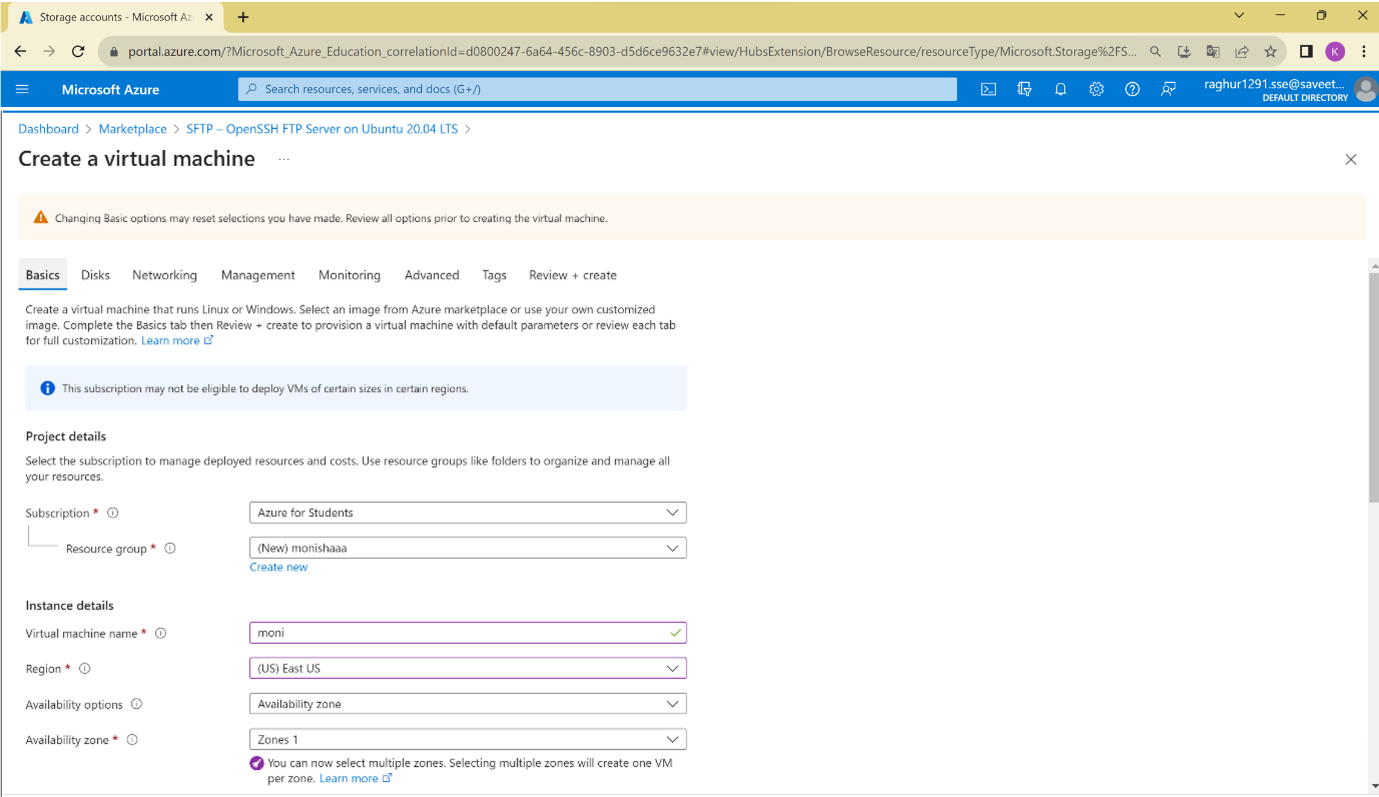 Storage accounts - Microsoft Az
portal.azure.com/?Microsoft_Azure_Education_correlationId=d0800247-6a64-456c-8903-d5d6ce9632e7#view/HubsExtension/BrowseResource/resourceType/Microsoft.Storage%2FS...
K
Microsoft Azure
Search resources, services, and docs (G+/)
raghur1291.sse@saveet...
DEFAULT DIRECTORY
Dashboard > Marketplace > SFTP – OpenSSH FTP Server on Ubuntu 20.04 LTS >
Create a virtual machine ...
Changing Basic options may reset selections you have made. Review all options prior to creating the virtual machine.
Basics Disks Networking Management Monitoring Advanced Tags Review + create
Create a virtual machine that runs Linux or Windows. Select an image from Azure marketplace or use your own customized
image. Complete the Basics tab then Review + create to provision a virtual machine with default parameters or review each tab
for full customization. Learn more
This subscription may not be eligible to deploy VMs of certain sizes in certain regions.
Project details
Select the subscription to manage deployed resources and costs. Use resource groups like folders to organize and manage all
your resources.
Subscription * Azure for Students
Resource group * (New) monishaaa
Create new
Instance details
Virtual machine name * moni
Region * (US) East US
Availability options Availability zone
Availability zone * Zones 1
You can now select multiple zones. Selecting multiple zones will create one VM
per zone. Learn more